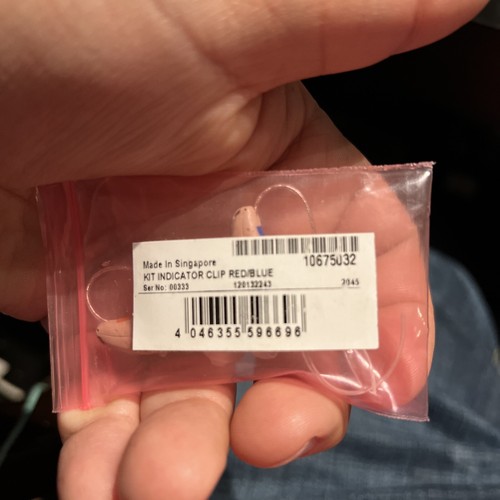 Made In Singapore 10675032
KIT INDICATOR CLIP RED/BLUE
Ser No: 00333 120132243 2045
4 046355 596696